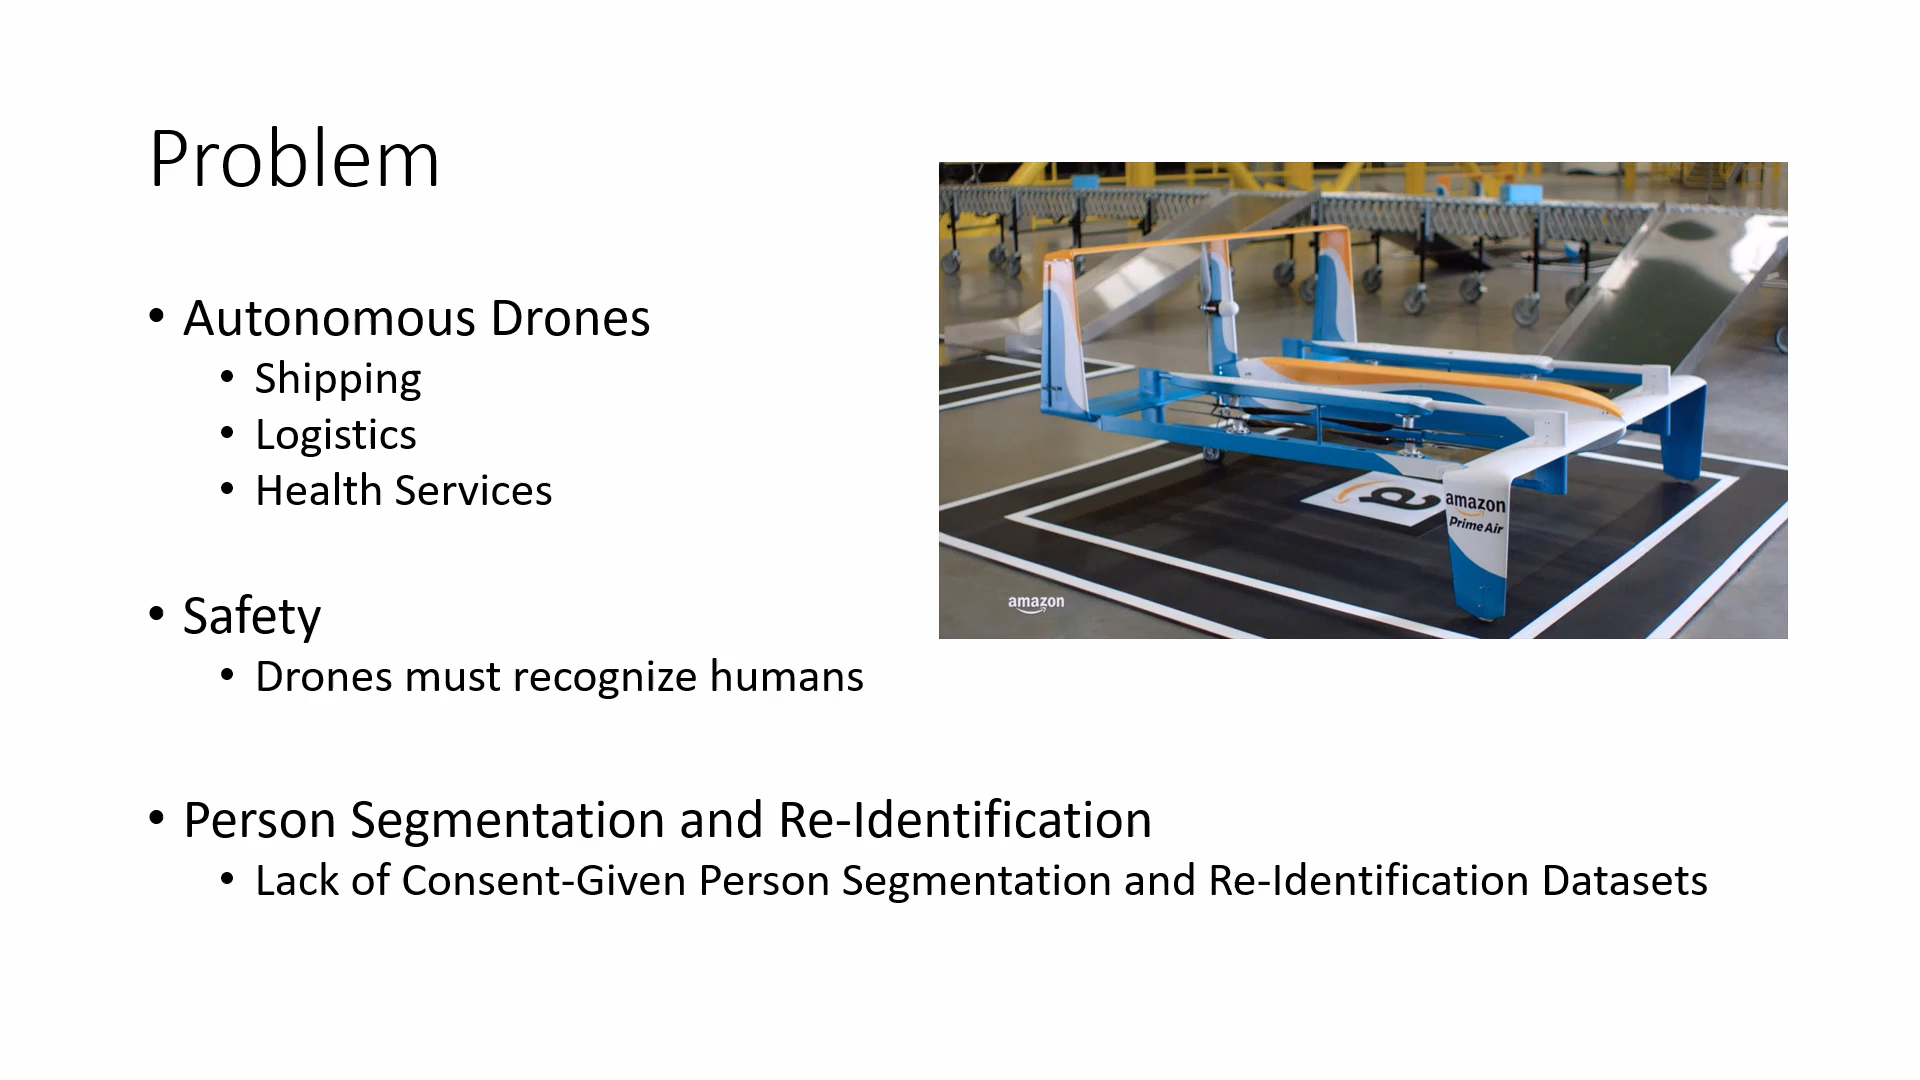 Problem
• Autonomous Drones
• Shipping
• Logistics
• Health Services
• Safety
• Drones must recognize humans
• Person Segmentation and Re-Identification
• Lack of Consent-Given Person Segmentation and Re-Identification Datasets
a
amazon
Prime Air
amazon